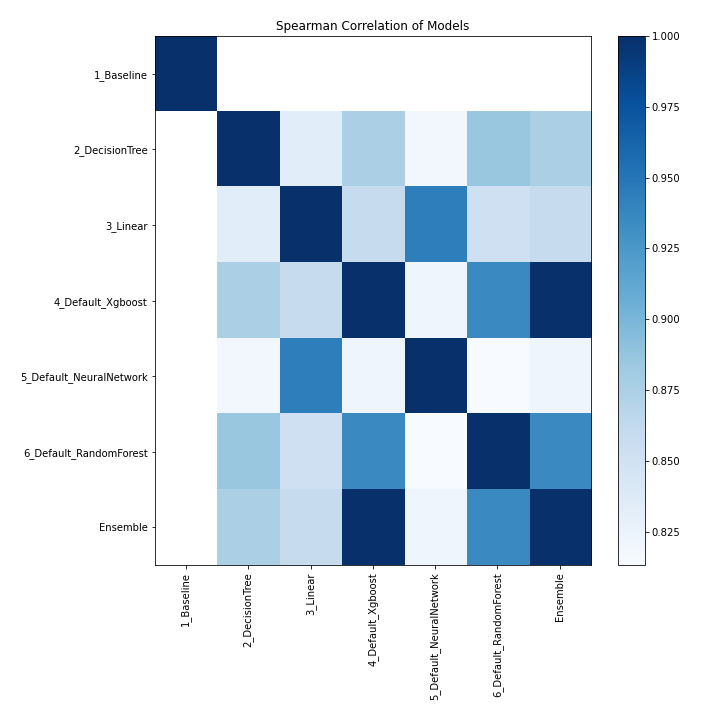 Spearman Correlation of Models
1_Baseline
2_DecisionTree
3_Linear
4_Default_Xgboost
5_Default_NeuralNetwork
6_Default_RandomForest
Ensemble
1_Baseline
2_DecisionTree
3_Linear
4_Default_Xgboost
5_Default_NeuralNetwork
6_Default_RandomForest
Ensemble
1.000
0.975
0.950
0.925
0.900
0.875
0.850
0.825